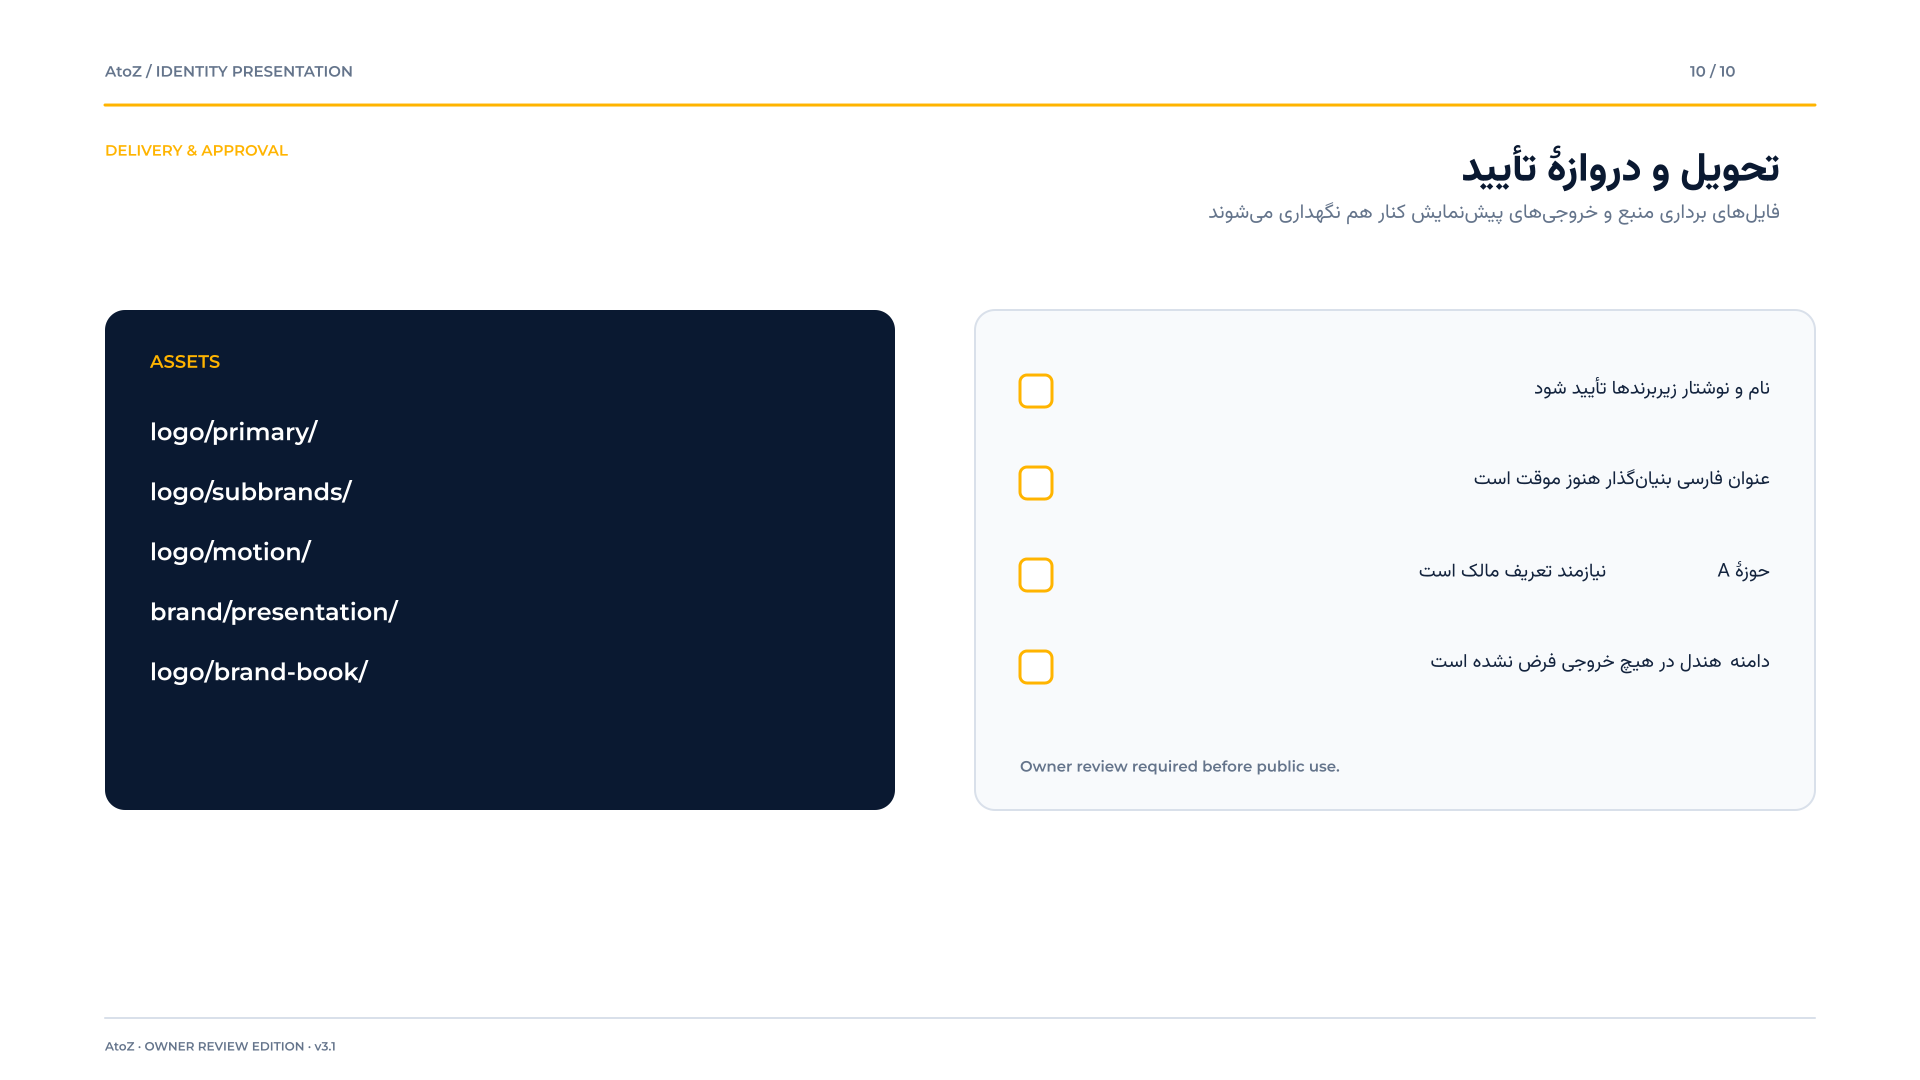 AtoZ / IDENTITY PRESENTATION
10 / 10
DELIVERY & APPROVAL
تحویل و دروازهٔ تأیید
فایل‌های برداری منبع و خروجی‌های پیش‌نمایش کنار هم نگهداری می‌شوند
ASSETS
logo/primary/
logo/subbrands/
logo/motion/
brand/presentation/
logo/brand-book/
نام و نوشتار زیربرندها تأیید شود
عنوان فارسی بنیان‌گذار هنوز موقت است
حوزهٔ A نیازمند تعریف مالک است
دامنه هندل در هیچ خروجی فرض نشده است
Owner review required before public use.
AtoZ · OWNER REVIEW EDITION · v3.1